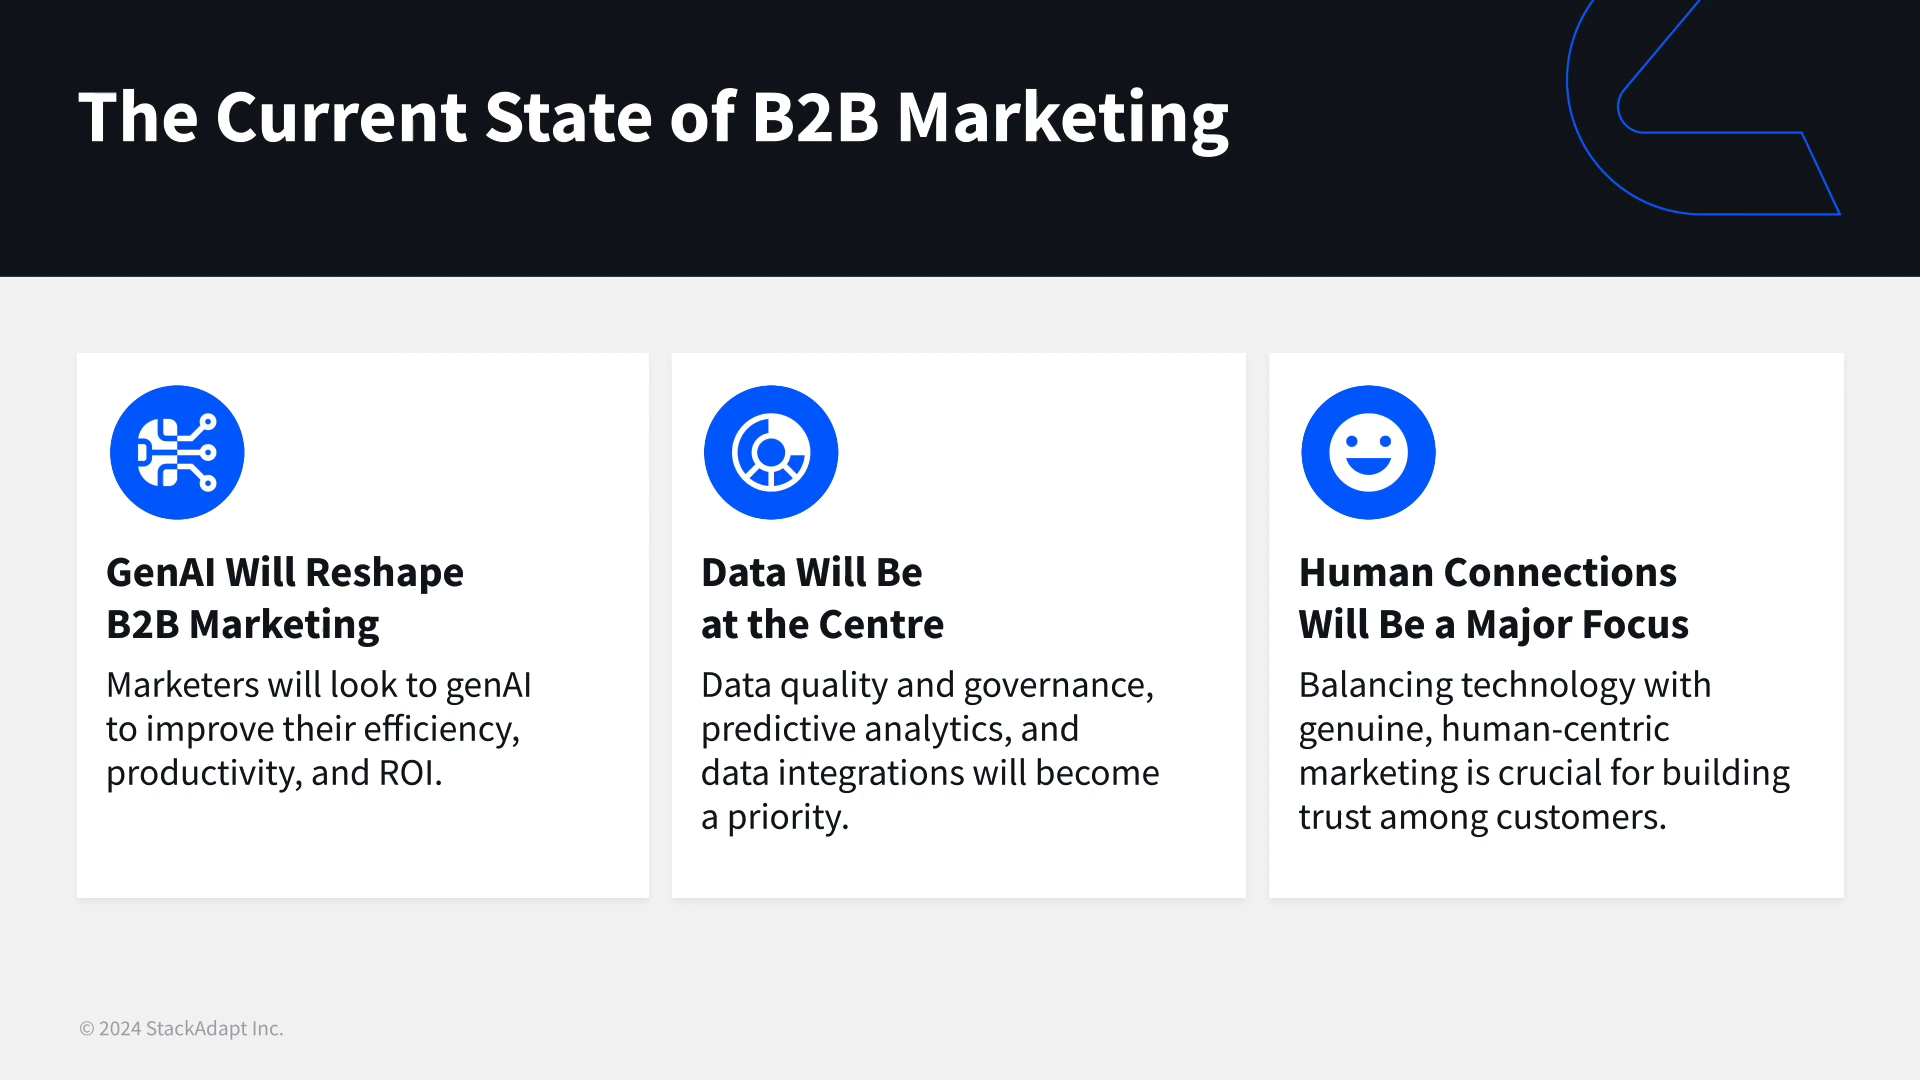 The Current State of B2B Marketing
GenAI Will Reshape
B2B Marketing
Marketers will look to genAI
to improve their efficiency,
productivity, and ROI.
Data Will Be
at the Centre
Data quality and governance,
predictive analytics, and
data integrations will become
a priority.
Human Connections
Will Be a Major Focus
Balancing technology with
genuine, human-centric
marketing is crucial for building
trust among customers.
© 2024 StackAdapt Inc.